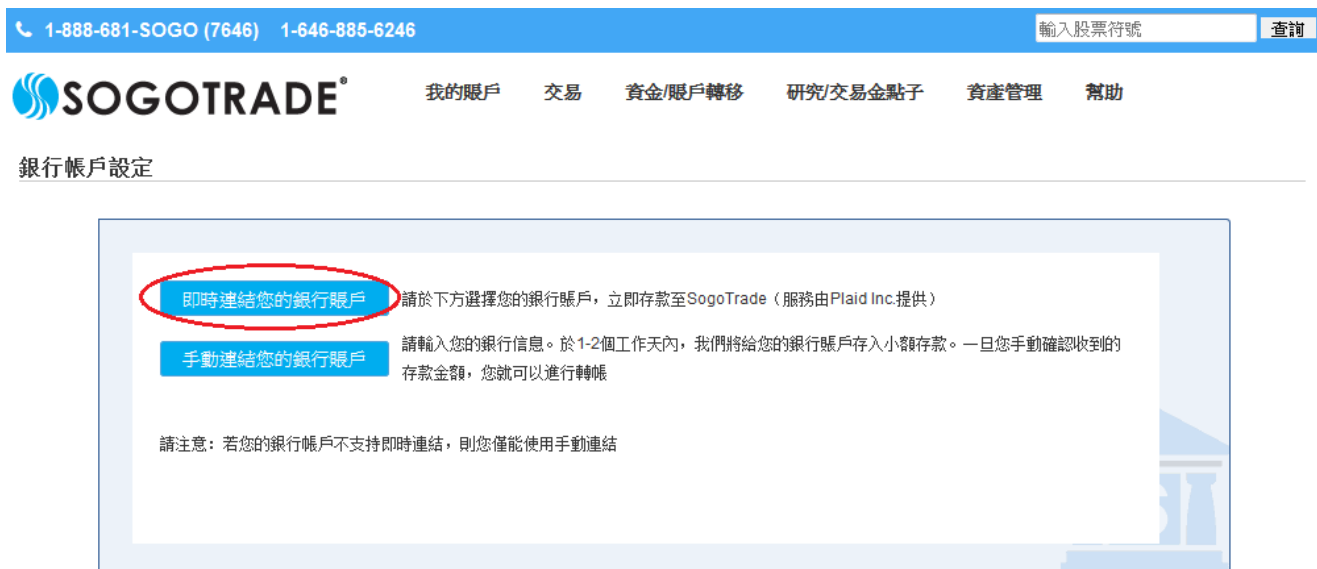 1-888-681-SOGO (7646) 1-646-885-6246 輸入股票符號 查詢
SOGOTRADE® 我的賬戶 交易 資金/賬戶轉移 研究/交易金點子 資產管理 幫助
銀行帳戶設定
即時連結您的銀行賬戶 請於下方選擇您的銀行賬戶，立即存款至SogoTrade（服務由Plaid Inc.提供）
手動連結您的銀行賬戶 請輸入您的銀行信息。於1-2個工作天內，我們將給您的銀行賬戶存入小額存款。一旦您手動確認收到的
存款金額，您就可以進行轉帳
請注意：若您的銀行帳戶不支持即時連結，則您僅能使用手動連結